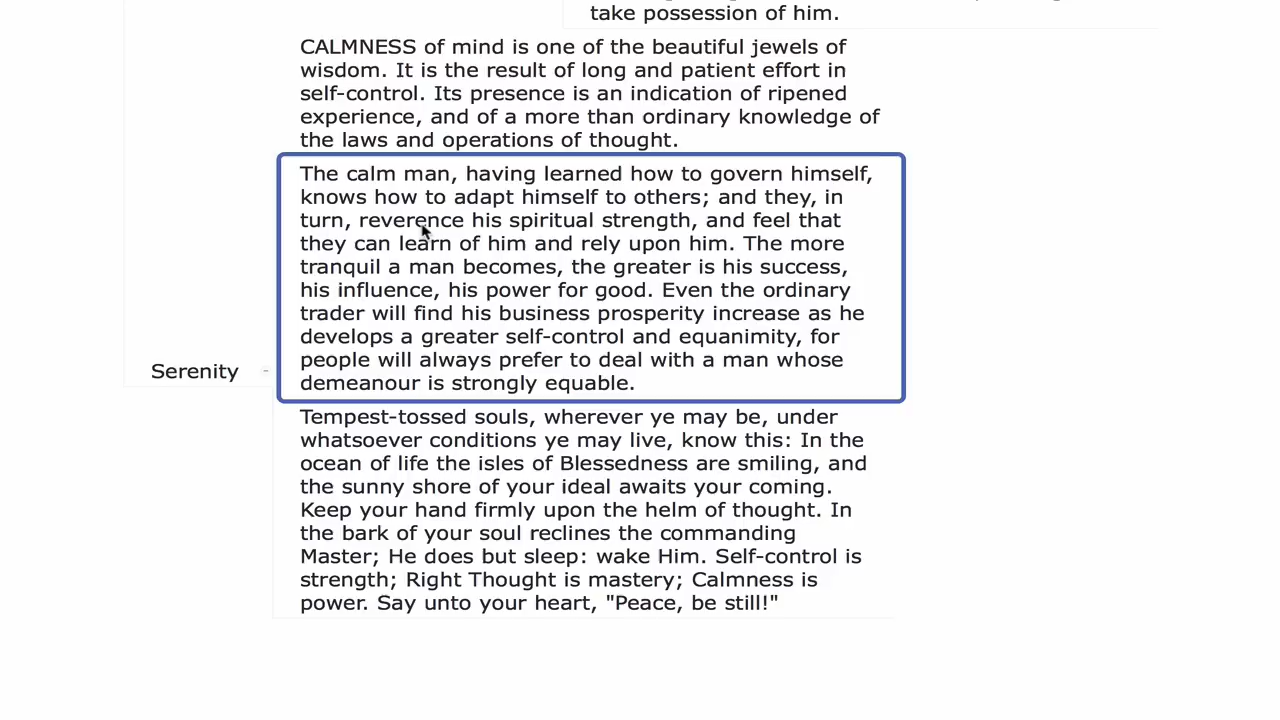 take possession of him.
CALMNESS of mind is one of the beautiful jewels of
wisdom. It is the result of long and patient effort in
self-control. Its presence is an indication of ripened
experience, and of a more than ordinary knowledge of
the laws and operations of thought.
The calm man, having learned how to govern himself,
knows how to adapt himself to others; and they, in
turn, reverence his spiritual strength, and feel that
they can learn of him and rely upon him. The more
tranquil a man becomes, the greater is his success,
his influence, his power for good. Even the ordinary
trader will find his business prosperity increase as he
develops a greater self-control and equanimity, for
people will always prefer to deal with a man whose
demeanour is strongly equable.
Serenity
Tempest-tossed souls, wherever ye may be, under
whatsoever conditions ye may live, know this: In the
ocean of life the isles of Blessedness are smiling, and
the sunny shore of your ideal awaits your coming.
Keep your hand firmly upon the helm of thought. In
the bark of your soul reclines the commanding
Master; He does but sleep: wake Him. Self-control is
strength; Right Thought is mastery; Calmness is
power. Say unto your heart, "Peace, be still!"